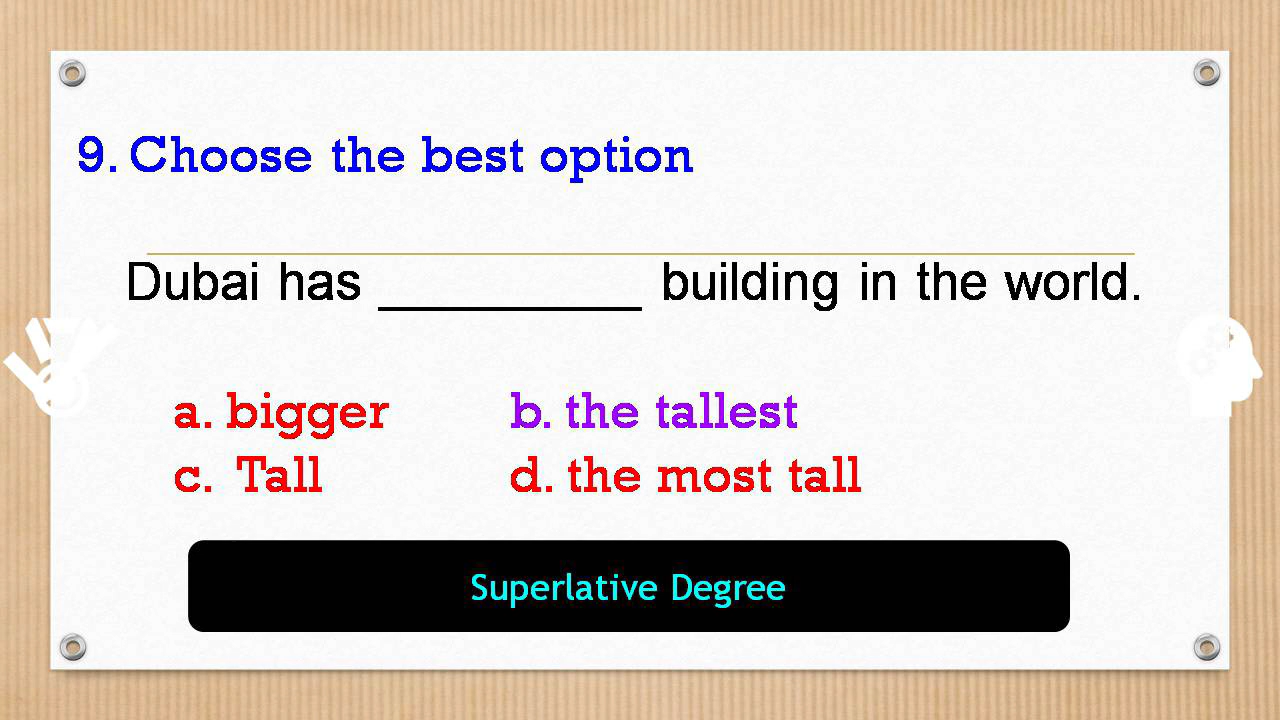 9. Choose the best option
Dubai has __________ building in the world.
a. bigger b. the tallest
c. Tall d. the most tall
Superlative Degree